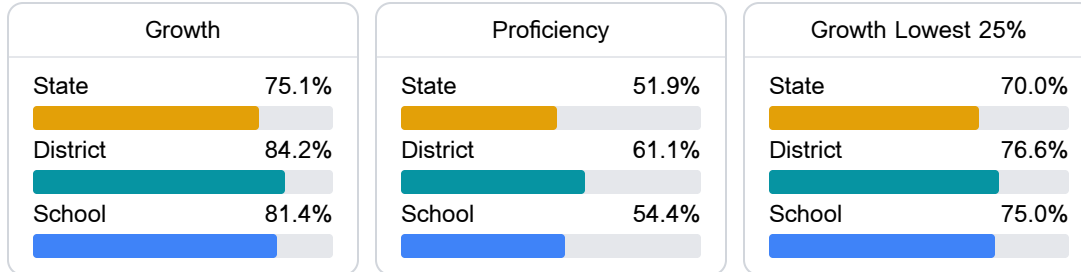 Growth
State 75.1%
District 84.2%
School 81.4%
Proficiency
State 51.9%
District 61.1%
School 54.4%
Growth Lowest 25%
State 70.0%
District 76.6%
School 75.0%